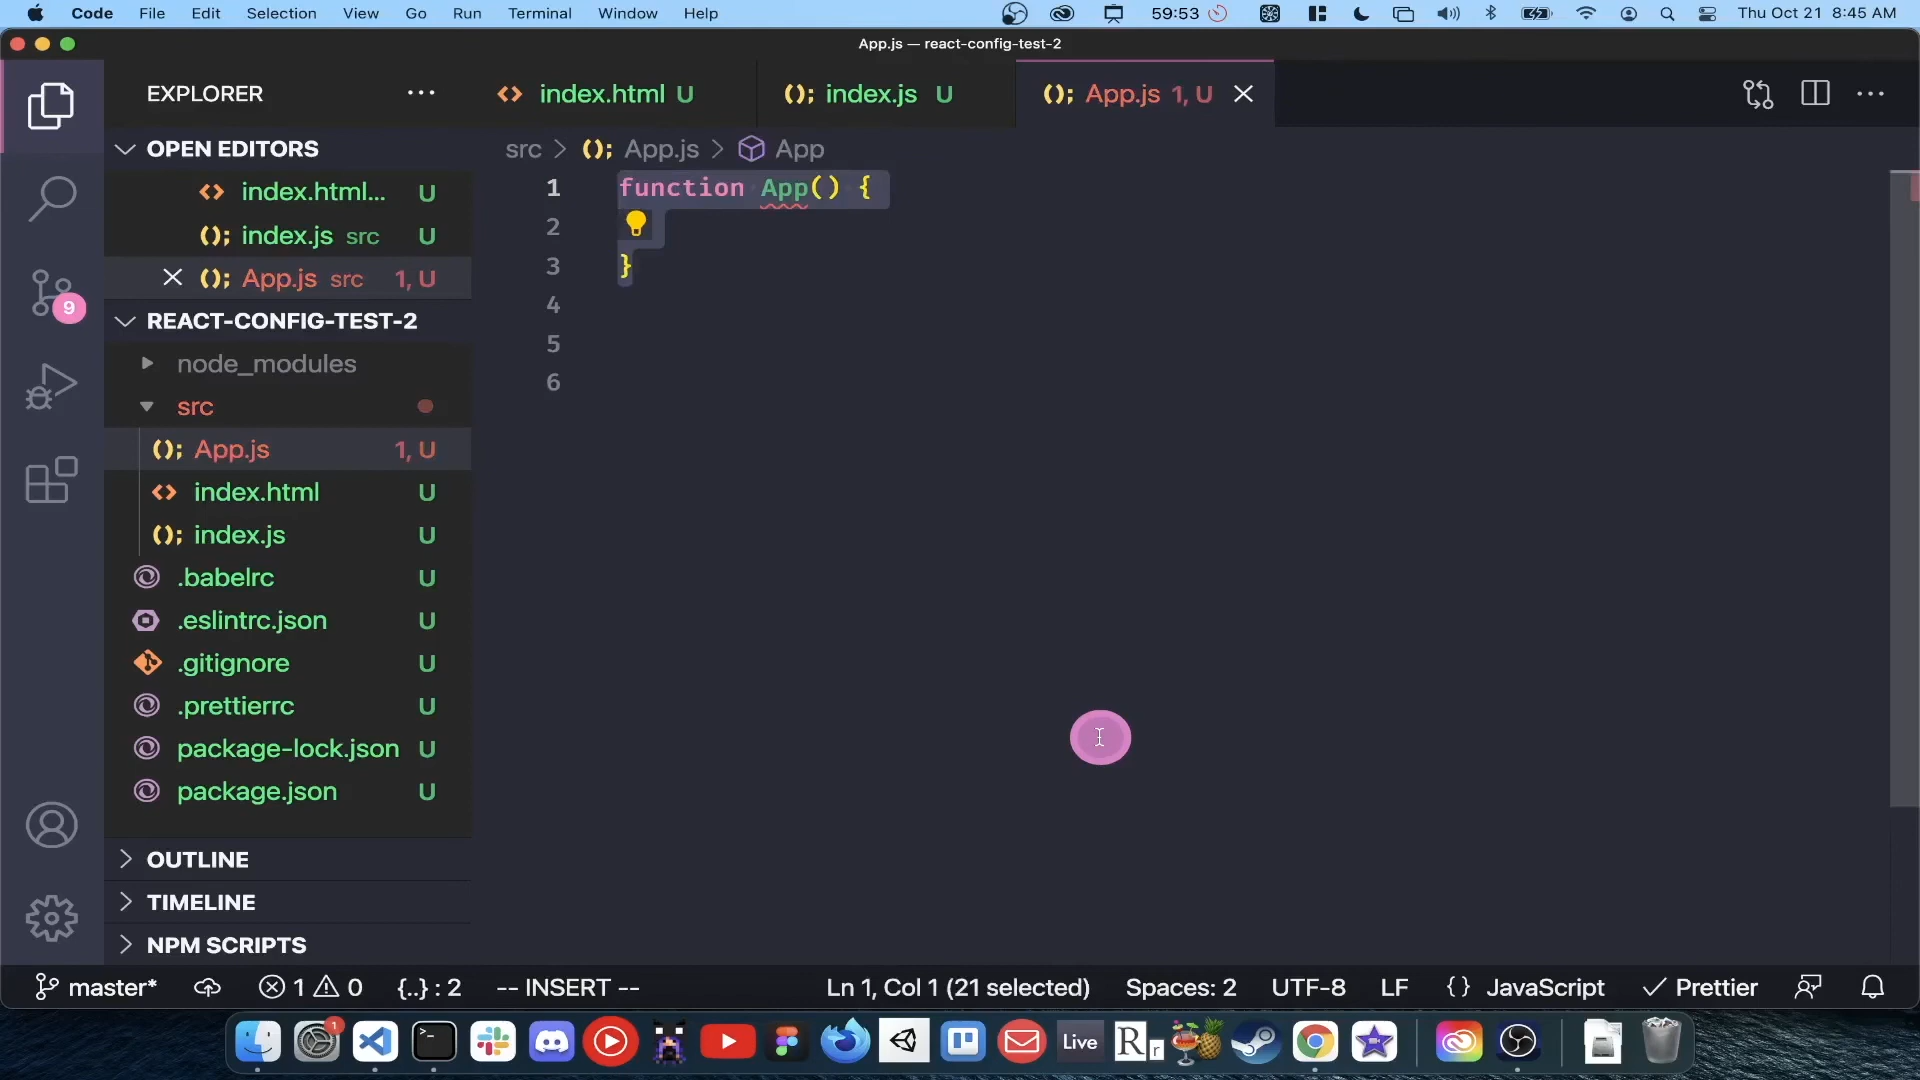 Code File Edit Selection View Go Run Terminal Window Help 59:53 Thu Oct 21 8:45 AM
App.js — react-config-test-2
EXPLORER ··· index.html U (); index.js U (); App.js 1, U
OPEN EDITORS
src > (); App.js > App
index.html... U
(); index.js src U
(); App.js src 1, U
REACT-CONFIG-TEST-2
node_modules
src
(); App.js 1, U
index.html U
(); index.js U
.babelrc U
.eslintrc.json U
.gitignore U
.prettierrc U
package-lock.json U
package.json U
OUTLINE
TIMELINE
NPM SCRIPTS
1 function App() {
2
3 }
4
5
6
9
master* 1 0 {..} : 2 -- INSERT -- Ln 1, Col 1 (21 selected) Spaces: 2 UTF-8 LF {} JavaScript Prettier
1 Live R r